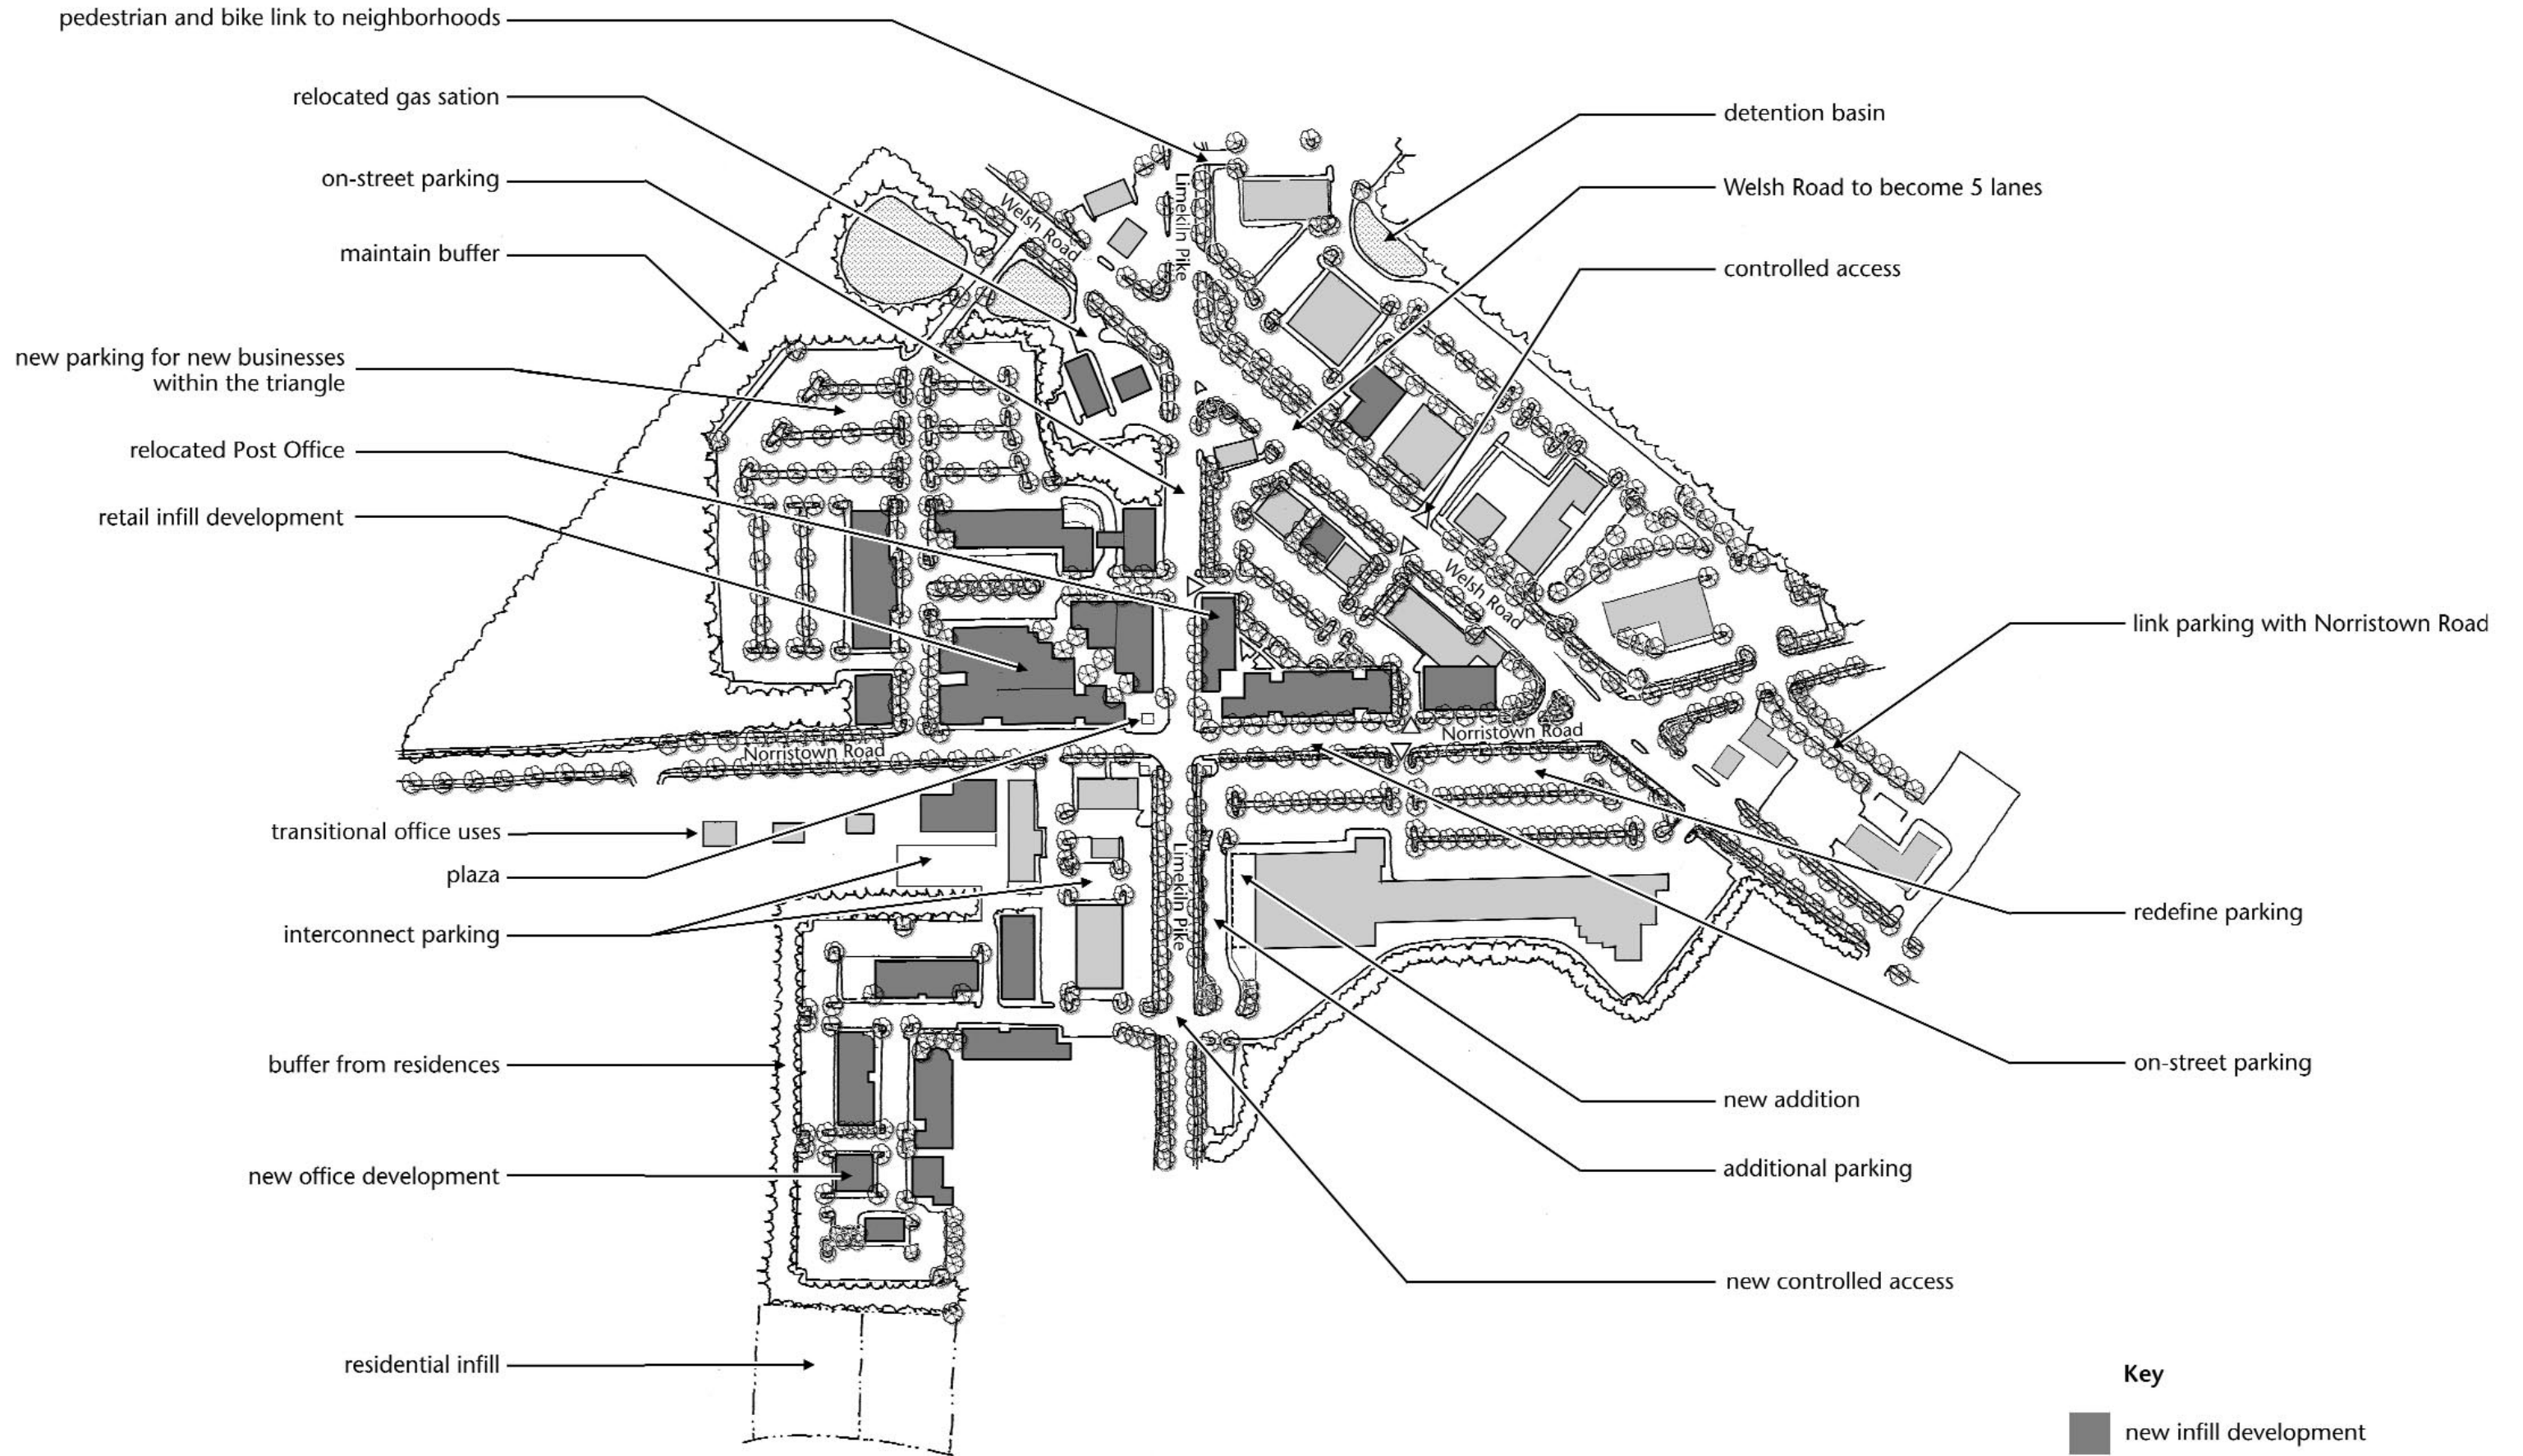 pedestrian and bike link to neighborhoods
relocated gas sation
on-street parking
maintain buffer
new parking for new businesses
within the triangle
relocated Post Office
retail infill development
transitional office uses
plaza
interconnect parking
buffer from residences
new office development
residential infill
Welsh Road
Limekiln Pike
Welsh Road
Norristown Road
Norristown Road
Limekiln Pike
detention basin
Welsh Road to become 5 lanes
controlled access
link parking with Norristown Road
redefine parking
on-street parking
new addition
additional parking
new controlled access
Key
new infill development